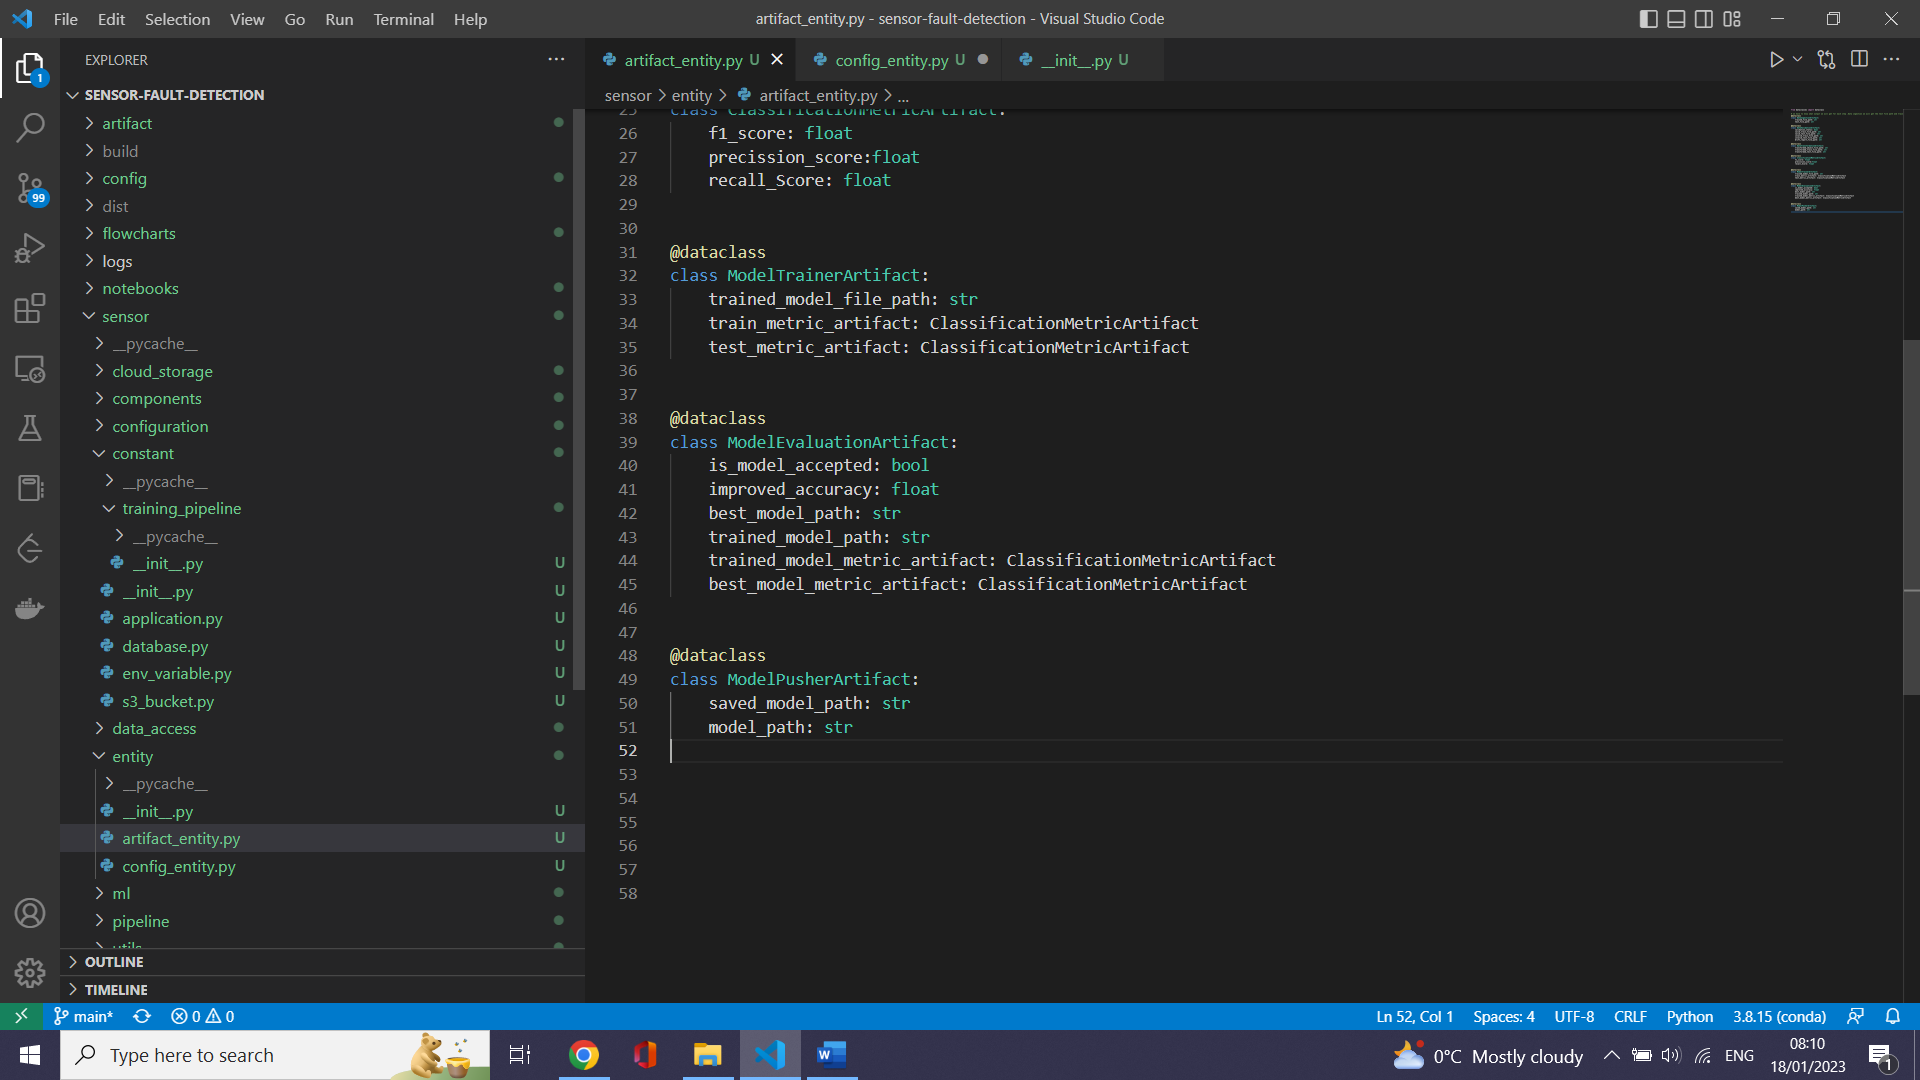 File Edit Selection View Go Run Terminal Help
artifact_entity.py - sensor-fault-detection - Visual Studio Code
EXPLORER
1
99
SENSOR-FAULT-DETECTION
artifact
build
config
dist
flowcharts
logs
notebooks
sensor
__pycache__
cloud_storage
components
configuration
constant
__pycache__
training_pipeline
__pycache__
__init__.py U
__init__.py U
application.py U
database.py U
env_variable.py U
s3_bucket.py U
data_access
entity
__pycache__
__init__.py U
artifact_entity.py U
config_entity.py U
ml
pipeline
utils
OUTLINE
TIMELINE
artifact_entity.py U
config_entity.py U
__init__.py U
sensor > entity > artifact_entity.py > ...
25 class ClassificationMetricArtifact:
26 f1_score: float
27 precission_score:float
28 recall_Score: float
29
30
31 @dataclass
32 class ModelTrainerArtifact:
33 trained_model_file_path: str
34 train_metric_artifact: ClassificationMetricArtifact
35 test_metric_artifact: ClassificationMetricArtifact
36
37
38 @dataclass
39 class ModelEvaluationArtifact:
40 is_model_accepted: bool
41 improved_accuracy: float
42 best_model_path: str
43 trained_model_path: str
44 trained_model_metric_artifact: ClassificationMetricArtifact
45 best_model_metric_artifact: ClassificationMetricArtifact
46
47
48 @dataclass
49 class ModelPusherArtifact:
50 saved_model_path: str
51 model_path: str
52
53
54
55
56
57
58
main* 0 0
Ln 52, Col 1 Spaces: 4 UTF-8 CRLF Python 3.8.15 (conda)
Type here to search
0°C Mostly cloudy
ENG
08:10
18/01/2023
1